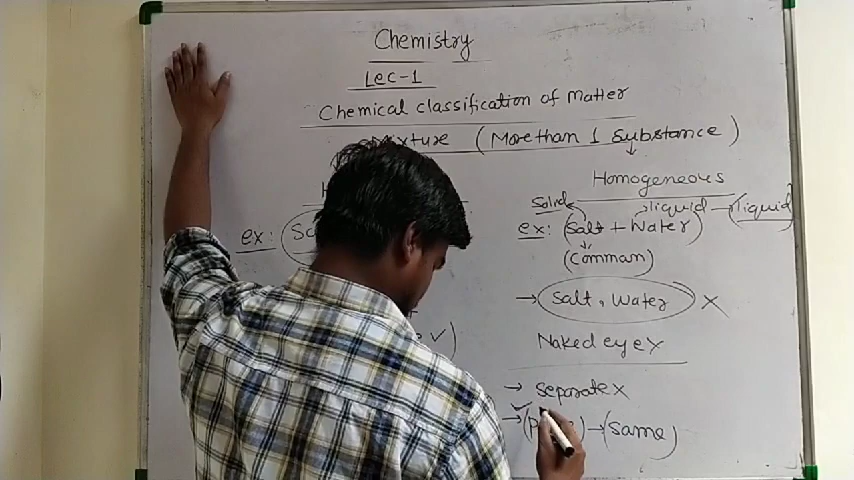 Chemistry
Lec-1
Chemical classification of Matter
Mixture (More than 1 substance)
Homogeneous
Solid liquid → (liquid)
ex: (Salt + Water)
(Common)
ex:
→ Salt, Water X
Naked eye X
→ separate X
→ (Same)